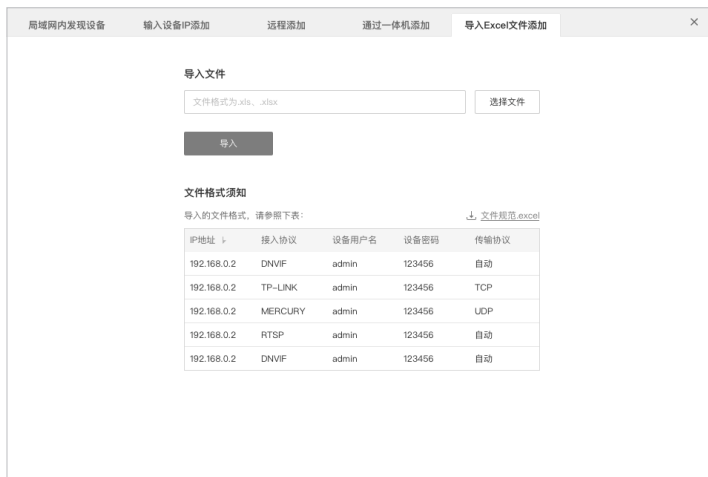 局域网内发现设备 输入设备IP添加 远程添加 通过一体机添加 导入Excel文件添加
导入文件
文件格式为.xls、.xlsx 选择文件
导入
文件格式须知
导入的文件格式，请参照下表： 文件规范.excel
IP地址 接入协议 设备用户名 设备密码 传输协议
192.168.0.2 DNVIF admin 123456 自动
192.168.0.2 TP-LINK admin 123456 TCP
192.168.0.2 MERCURY admin 123456 UDP
192.168.0.2 RTSP admin 123456 自动
192.168.0.2 DNVIF admin 123456 自动